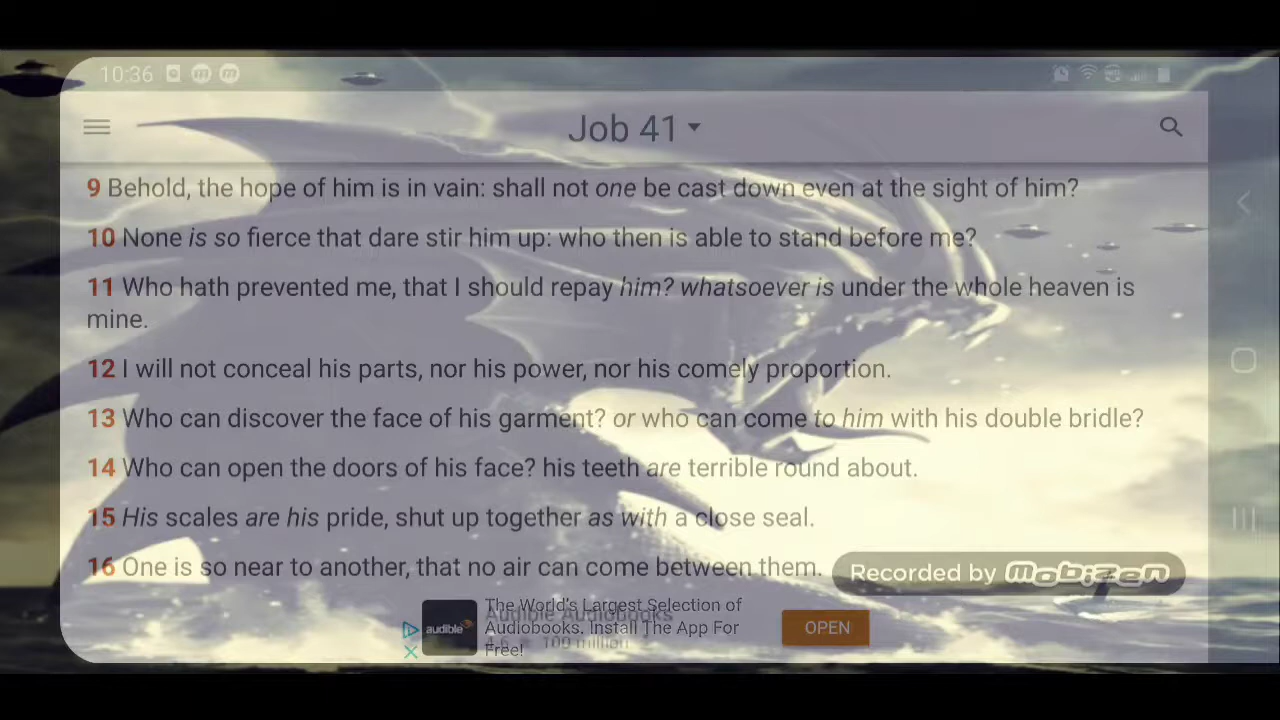 10:36
Job 41
9 Behold, the hope of him is in vain: shall not one be cast down even at the sight of him?
10 None is so fierce that dare stir him up: who then is able to stand before me?
11 Who hath prevented me, that I should repay him? whatsoever is under the whole heaven is
mine.
12 I will not conceal his parts, nor his power, nor his comely proportion.
13 Who can discover the face of his garment? or who can come to him with his double bridle?
14 Who can open the doors of his face? his teeth are terrible round about.
15 His scales are his pride, shut up together as with a close seal.
16 One is so near to another, that no air can come between them.
Recorded by mobizen
audible
The World's Largest Selection of
Audible Audiobooks
Audiobooks. Install The App For
4.6 100 million
Free!
OPEN